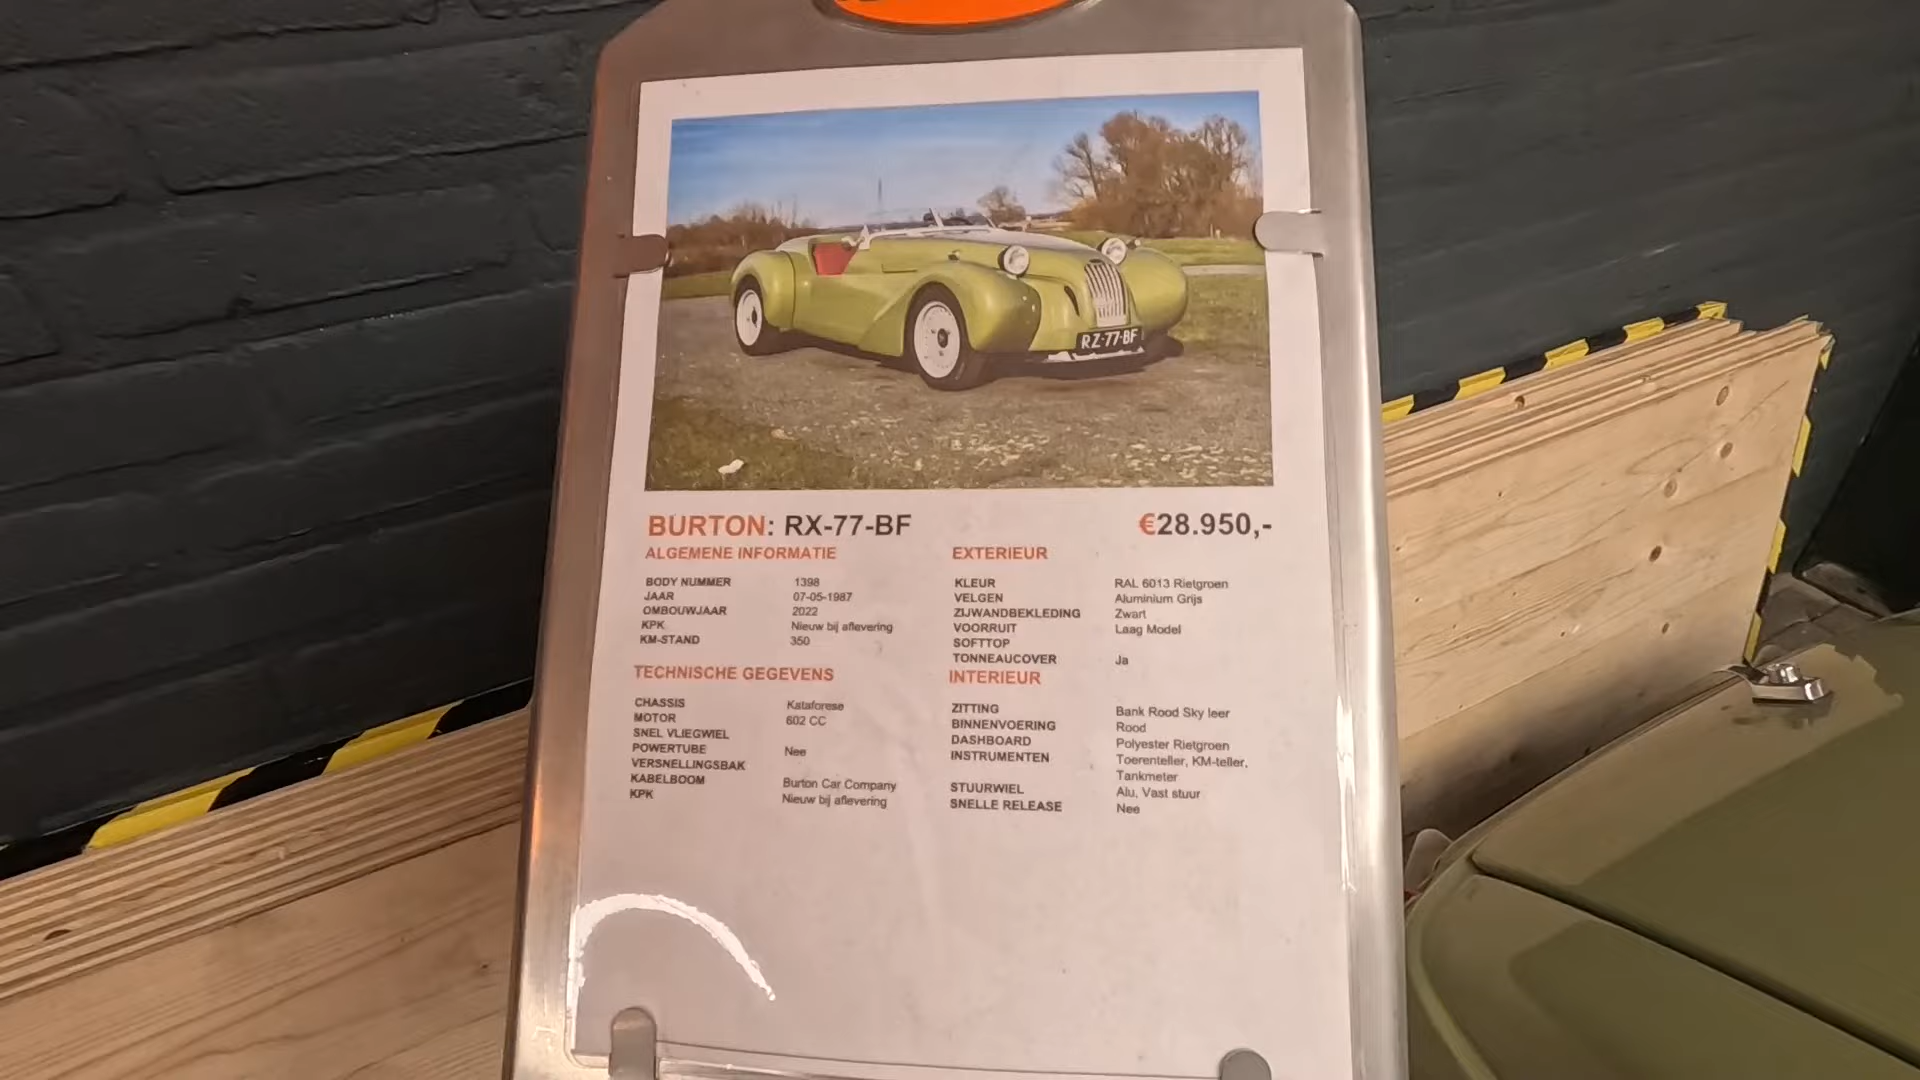 RZ-77-BF
BURTON: RX-77-BF
€28.950,-
ALGEMENE INFORMATIE
BODY NUMMER 1398
JAAR 07-05-1987
OMBOUWJAAR 2022
KPK Nieuw bij aflevering
KM-STAND 350
TECHNISCHE GEGEVENS
CHASSIS Kataforese
MOTOR 602 CC
SNEL VLIEGWIEL
POWERTUBE Nee
VERSNELLINGSBAK
KABELBOOM Burton Car Company
KPK Nieuw bij aflevering
EXTERIEUR
KLEUR RAL 6013 Rietgroen
VELGEN Aluminium Grijs
ZIJWANDBEKLEDING Zwart
VOORRUIT Laag Model
SOFTTOP
TONNEAUCOVER Ja
INTERIEUR
ZITTING Bank Rood Sky leer
BINNENVOERING Rood
DASHBOARD Polyester Rietgroen
INSTRUMENTEN Toerenteller, KM-teller,
Tankmeter
STUURWIEL Alu, Vast stuur
SNELLE RELEASE Nee